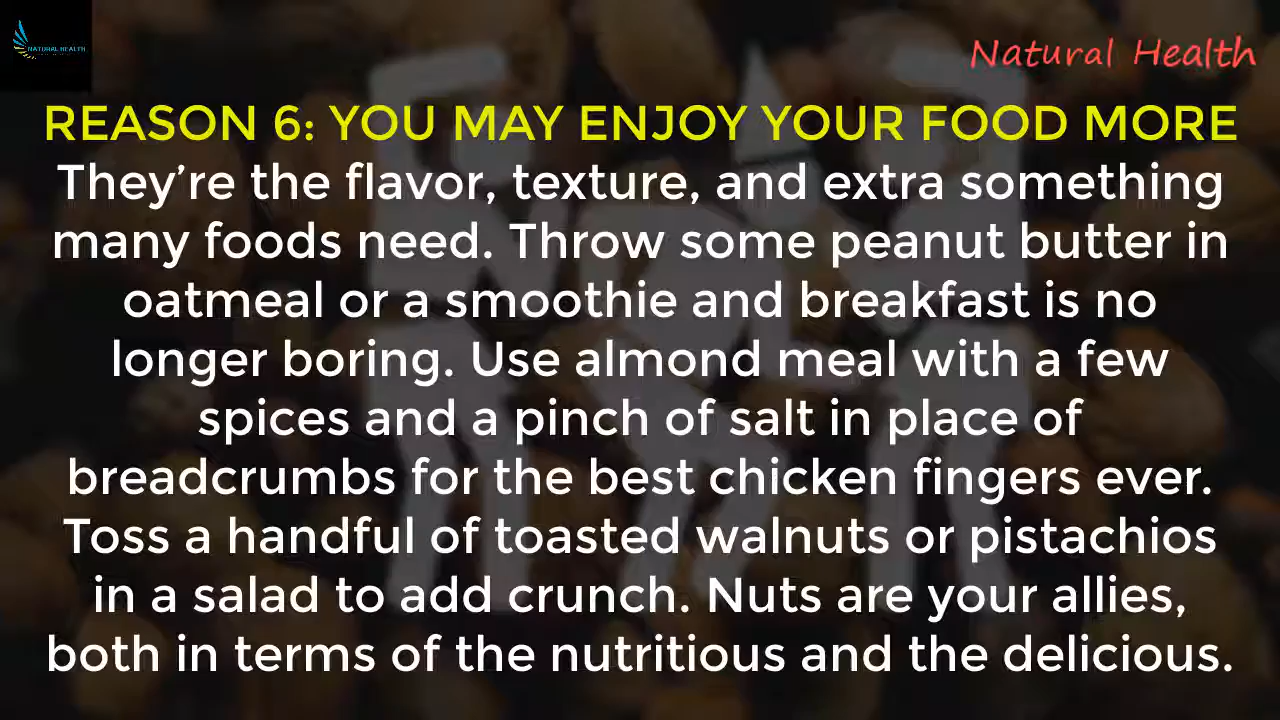 NATURAL HEALTH
Natural Health
REASON 6: YOU MAY ENJOY YOUR FOOD MORE
They’re the flavor, texture, and extra something
many foods need. Throw some peanut butter in
oatmeal or a smoothie and breakfast is no
longer boring. Use almond meal with a few
spices and a pinch of salt in place of
breadcrumbs for the best chicken fingers ever.
Toss a handful of toasted walnuts or pistachios
in a salad to add crunch. Nuts are your allies,
both in terms of the nutritious and the delicious.